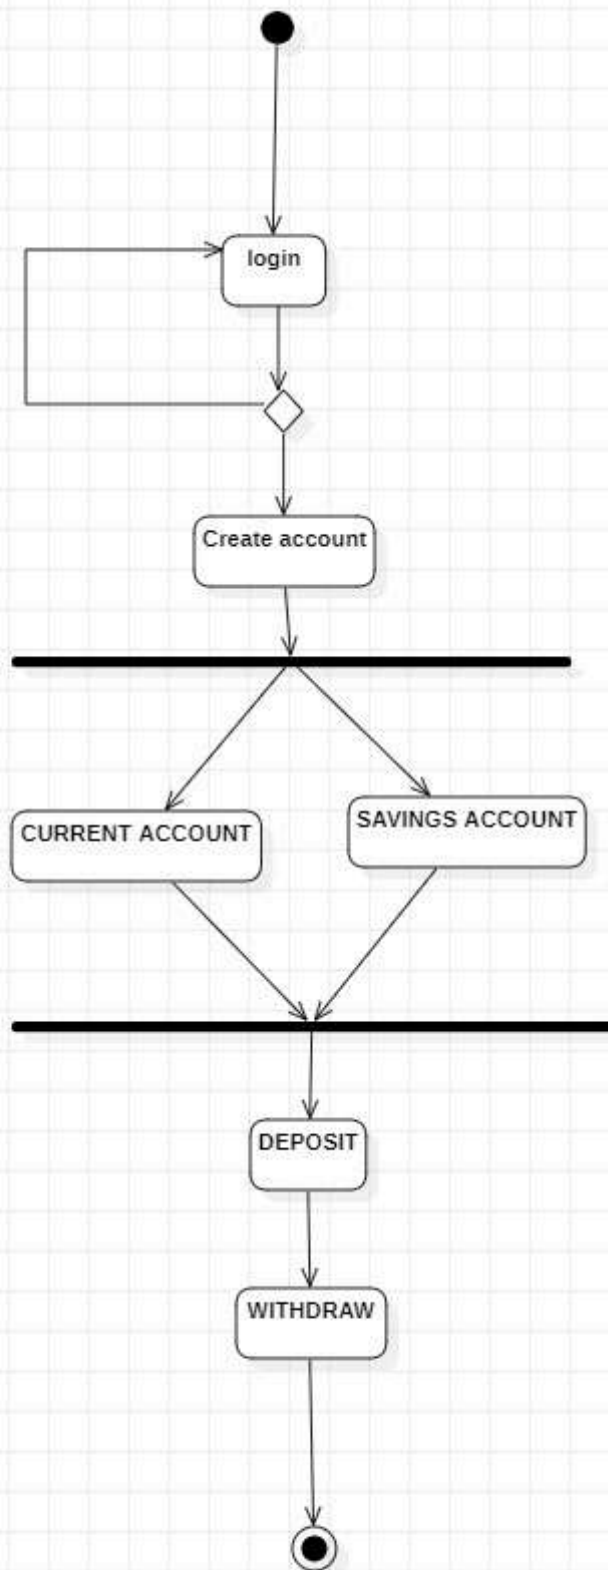 login
Create account
CURRENT ACCOUNT
SAVINGS ACCOUNT
DEPOSIT
WITHDRAW